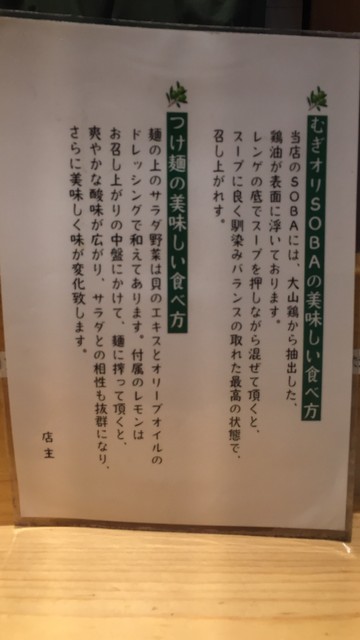 むぎオリSOBAの美味しい食べ方
当店のSOBAには、大山鶏から抽出した、
鶏油が表面に浮いております。
レンゲの底でスープを押しながら混ぜて頂くと、
スープに良く馴染みバランスの取れた最高の状態で、
召し上がれす。
つけ麺の美味しい食べ方
麺の上のサラダ野菜は貝のエキスとオリーブオイルの
ドレッシングで和えてあります。付属のレモンは
お召し上がりの中盤にかけて、麺に搾って頂くと、
爽やかな酸味が広がり、サラダとの相性も抜群になり、
さらに美味しく味が変化致します。
店主